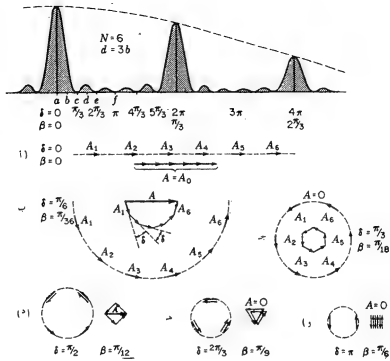 N=6
d=3b
a b c d e f
δ=0 π/3 2π/3 π 4π/3 5π/3 2π 3π 4π
β=0 π/3 2π/3
δ=0 A₁ A₂ A₃ A₄ A₅ A₆
β=0
A=A₀
δ=π/6 A₁ A A₆ A₆ A=0
β=π/36 A₁ δ δ A₁ A₆ δ=π/3
A₂ A₅ A₂ A₅ β=π/18
A₃ A₄ A₃ A₄
A=0 A=0
δ=π/2 β=π/12 δ=2π/3 β=π/9 δ=π β=π/6